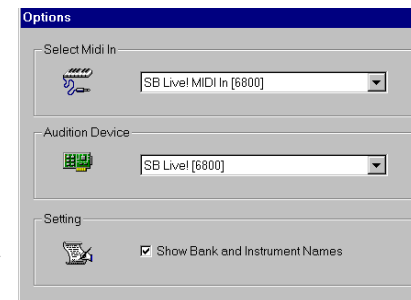 Options
Select Midi In
SB Live! MIDI In [6800]
Audition Device
SB Live! [6800]
Setting
Show Bank and Instrument Names